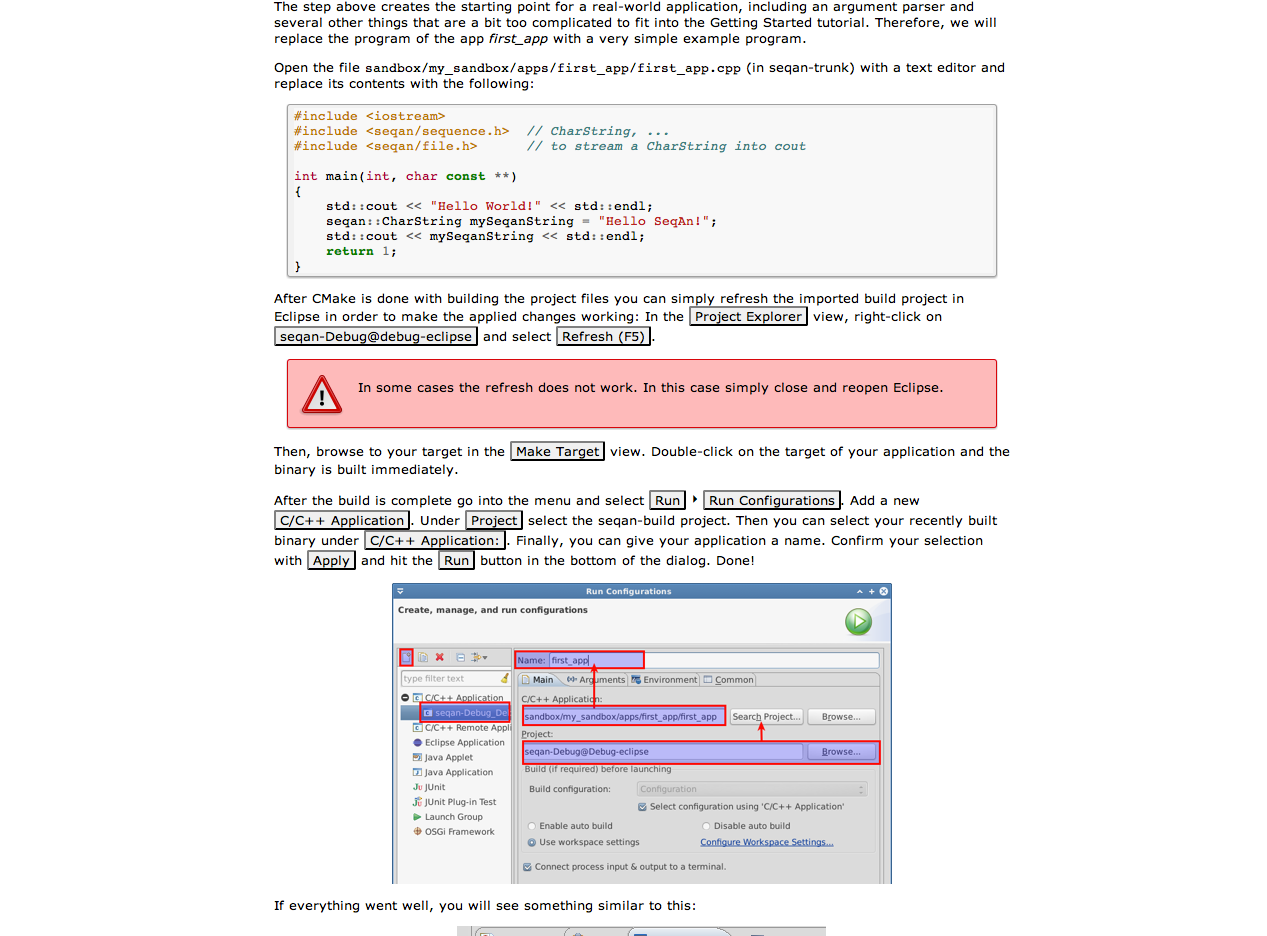 The step above creates the starting point for a real-world application, including an argument parser and
several other things that are a bit too complicated to fit into the Getting Started tutorial. Therefore, we will
replace the program of the app first_app with a very simple example program.
Open the file sandbox/my_sandbox/apps/first_app/first_app.cpp (in seqan-trunk) with a text editor and
replace its contents with the following:
#include <iostream>
#include <seqan/sequence.h>  // CharString, ...
#include <seqan/file.h>      // to stream a CharString into cout
int main(int, char const **)
{
    std::cout << "Hello World!" << std::endl;
    seqan::CharString mySeqanString = "Hello SeqAn!";
    std::cout << mySeqanString << std::endl;
    return 1;
}
After CMake is done with building the project files you can simply refresh the imported build project in
Eclipse in order to make the applied changes working: In the Project Explorer view, right-click on
seqan-Debug@debug-eclipse and select Refresh (F5).
In some cases the refresh does not work. In this case simply close and reopen Eclipse.
Then, browse to your target in the Make Target view. Double-click on the target of your application and the
binary is built immediately.
After the build is complete go into the menu and select Run ‣ Run Configurations. Add a new
C/C++ Application. Under Project select the seqan-build project. Then you can select your recently built
binary under C/C++ Application:. Finally, you can give your application a name. Confirm your selection
with Apply and hit the Run button in the bottom of the dialog. Done!
Run Configurations
Create, manage, and run configurations
Name: first_app
type filter text
Main Arguments Environment Common
C/C++ Application
C/C++ Application:
seqan-Debug_De
sandbox/my_sandbox/apps/first_app/first_app Search Project... Browse...
C/C++ Remote Appli
Project:
Eclipse Application
seqan-Debug@Debug-eclipse Browse...
Java Applet
Build (if required) before launching
Java Application
JUnit
Build configuration: Configuration
JUnit Plug-in Test
Select configuration using 'C/C++ Application'
Launch Group
Enable auto build Disable auto build
OSGi Framework
Use workspace settings Configure Workspace Settings...
Connect process input & output to a terminal.
If everything went well, you will see something similar to this: